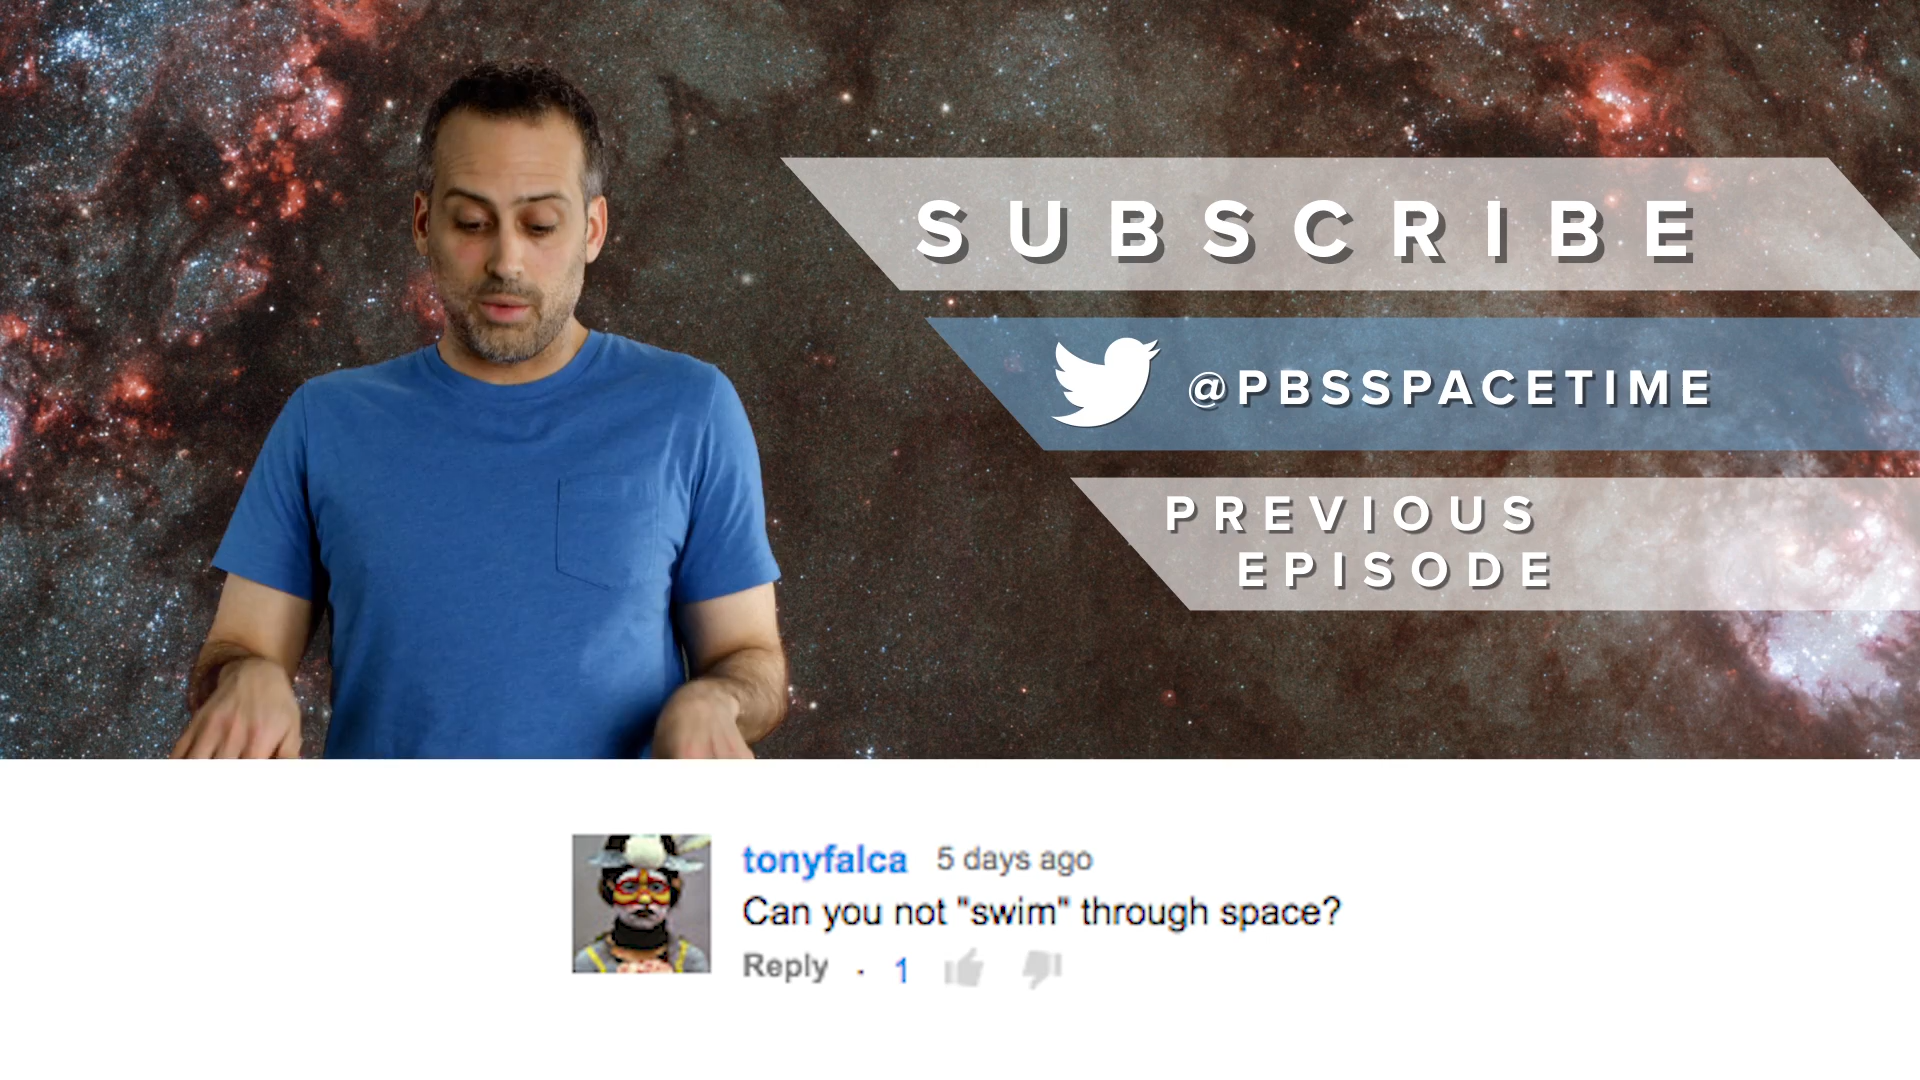 SUBSCRIBE
@PBSSPACETIME
PREVIOUS
EPISODE
tonyfalca 5 days ago
Can you not "swim" through space?
Reply · 1